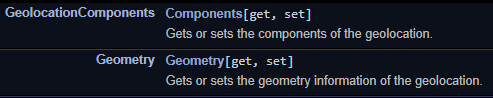 GeolocationComponents Components[get, set]
Gets or sets the components of the geolocation.
Geometry Geometry[get, set]
Gets or sets the geometry information of the geolocation.